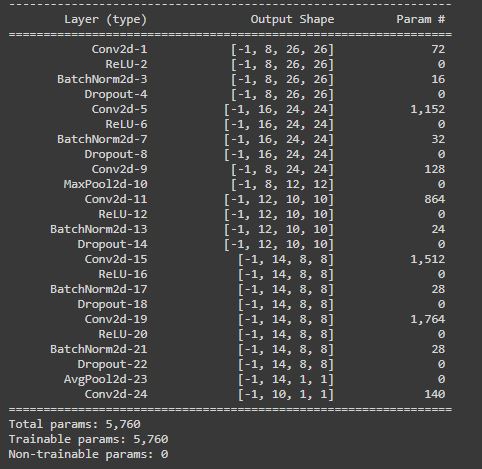 ----------------------------------------------------------------
        Layer (type)               Output Shape         Param #
================================================================
            Conv2d-1            [-1, 8, 26, 26]              72
              ReLU-2            [-1, 8, 26, 26]               0
       BatchNorm2d-3            [-1, 8, 26, 26]              16
           Dropout-4            [-1, 8, 26, 26]               0
            Conv2d-5           [-1, 16, 24, 24]           1,152
              ReLU-6           [-1, 16, 24, 24]               0
       BatchNorm2d-7           [-1, 16, 24, 24]              32
           Dropout-8           [-1, 16, 24, 24]               0
            Conv2d-9            [-1, 8, 24, 24]             128
        MaxPool2d-10            [-1, 8, 12, 12]               0
           Conv2d-11           [-1, 12, 10, 10]             864
             ReLU-12           [-1, 12, 10, 10]               0
      BatchNorm2d-13           [-1, 12, 10, 10]              24
          Dropout-14           [-1, 12, 10, 10]               0
           Conv2d-15             [-1, 14, 8, 8]           1,512
             ReLU-16             [-1, 14, 8, 8]               0
      BatchNorm2d-17             [-1, 14, 8, 8]              28
          Dropout-18             [-1, 14, 8, 8]               0
           Conv2d-19             [-1, 14, 8, 8]           1,764
             ReLU-20             [-1, 14, 8, 8]               0
      BatchNorm2d-21             [-1, 14, 8, 8]              28
          Dropout-22             [-1, 14, 8, 8]               0
        AvgPool2d-23             [-1, 14, 1, 1]               0
           Conv2d-24             [-1, 10, 1, 1]             140
================================================================
Total params: 5,760
Trainable params: 5,760
Non-trainable params: 0